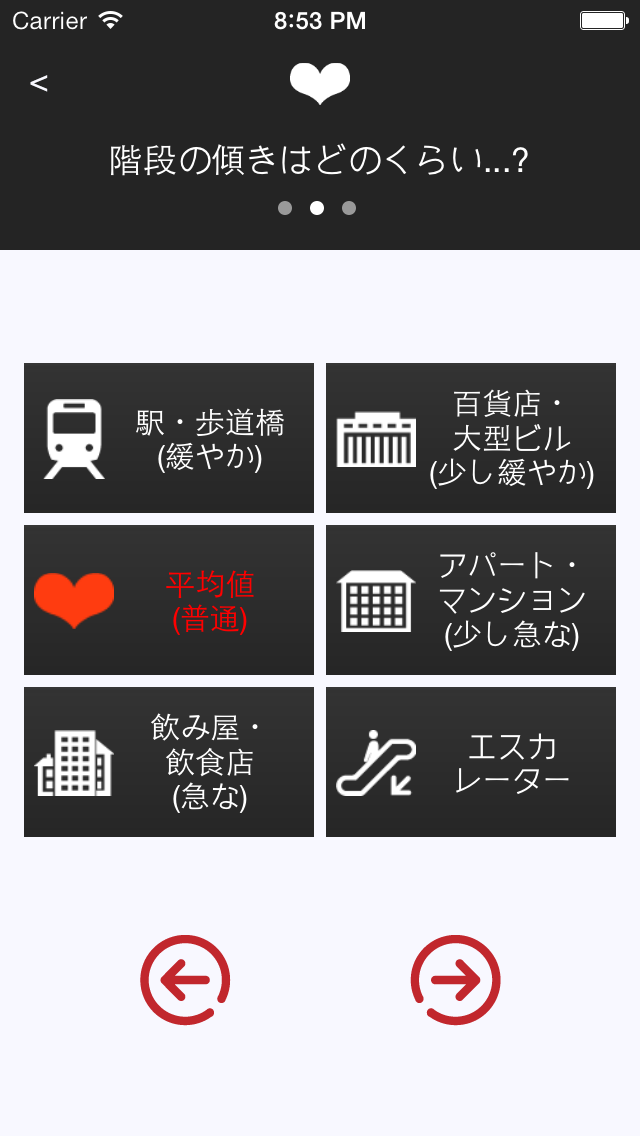 Carrier 8:53 PM
<
階段の傾きはどのくらい...?
駅・歩道橋
(緩やか)
百貨店・
大型ビル
(少し緩やか)
平均値
(普通)
アパート・
マンション
(少し急な)
飲み屋・
飲食店
(急な)
エスカ
レーター